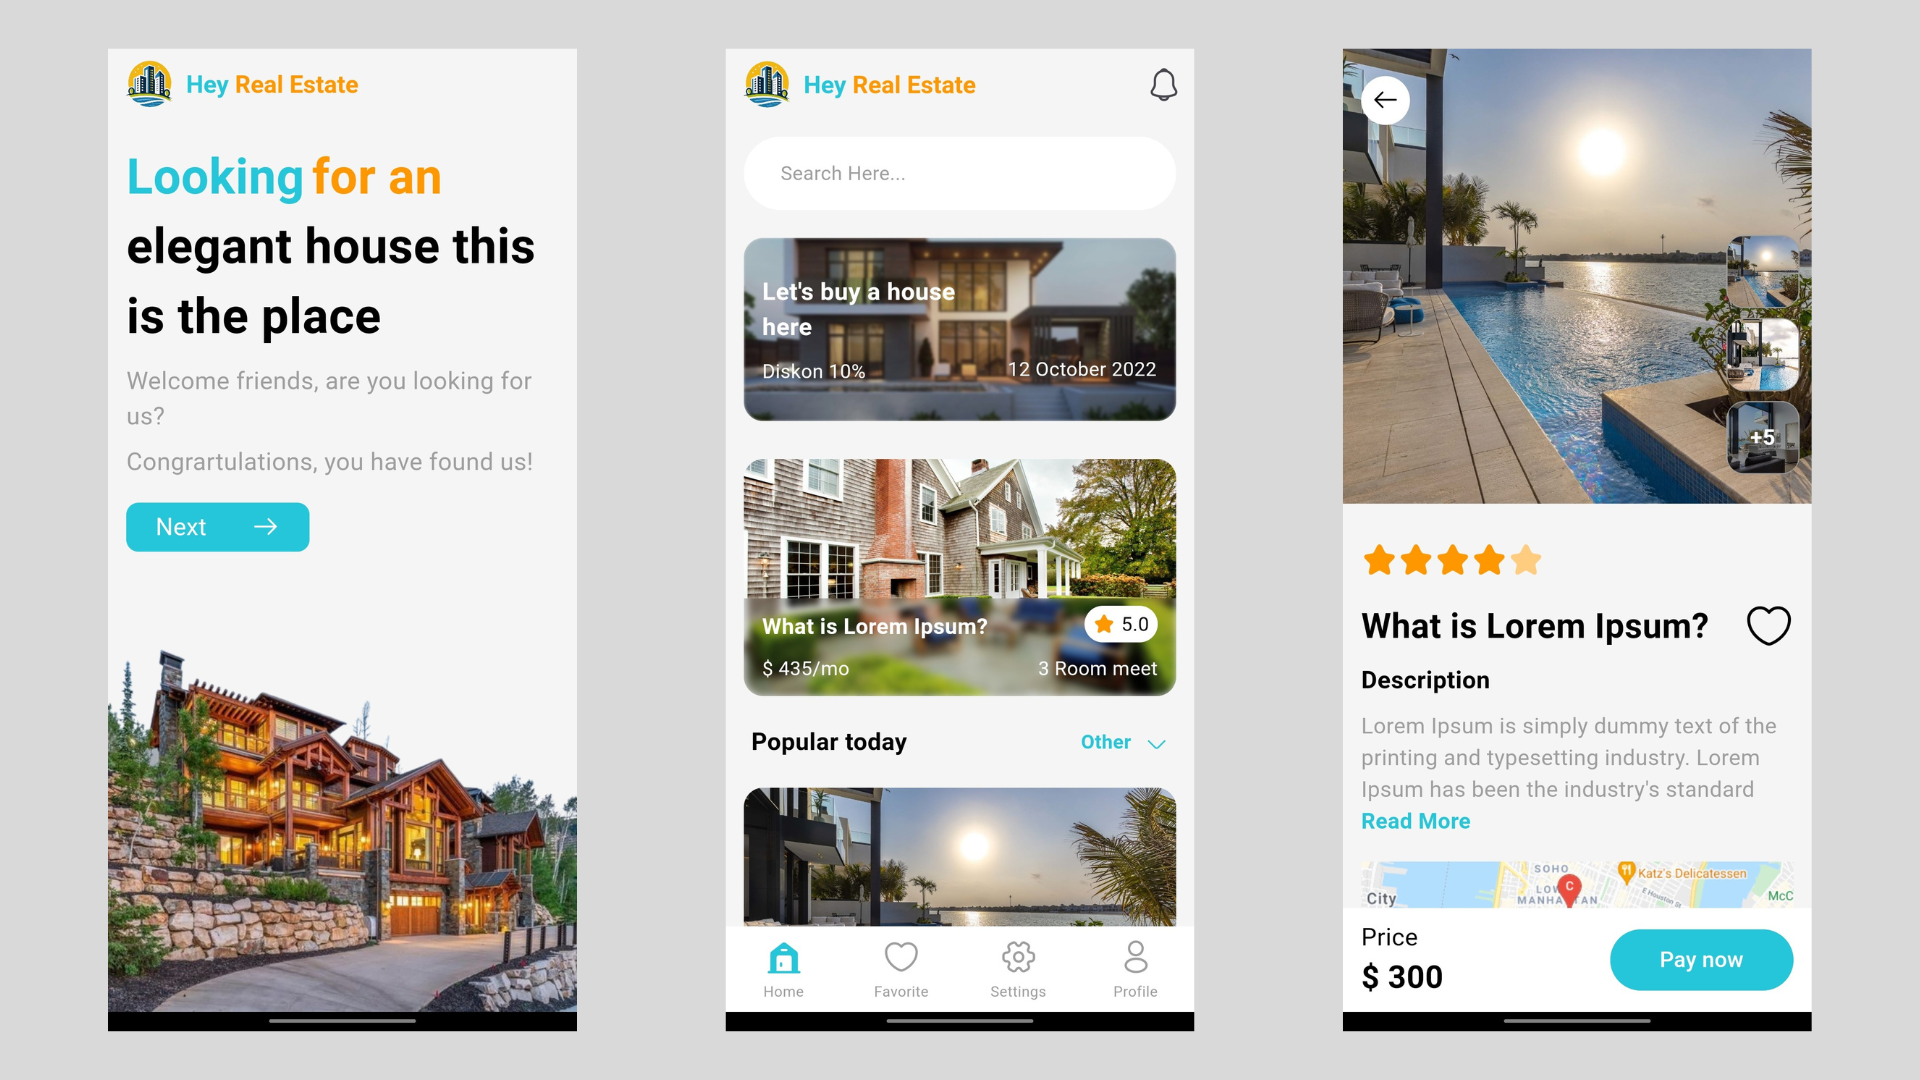 Hey Real Estate
Looking for an
elegant house this
is the place
Welcome friends, are you looking for
us?
Congrartulations, you have found us!
Next
Hey Real Estate
Search Here...
Let's buy a house
here
Diskon 10%
12 October 2022
What is Lorem Ipsum?
5.0
$ 435/mo
3 Room meet
Popular today
Other
Home
Favorite
Settings
Profile
+5
What is Lorem Ipsum?
Description
Lorem Ipsum is simply dummy text of the
printing and typesetting industry. Lorem
Ipsum has been the industry's standard
Read More
SOHO
Katz's Delicatessen
C
E Houston St
McC
City
MANHATTAN
Price
$ 300
Pay now